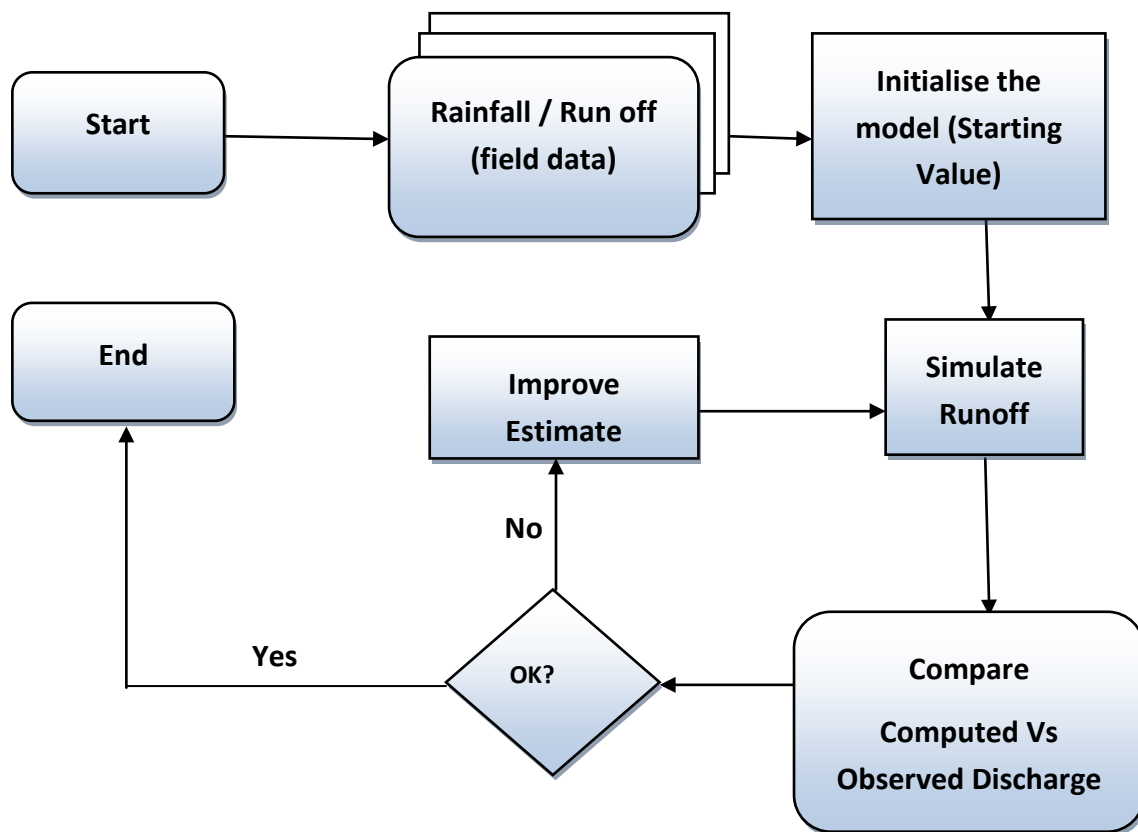 Start
Rainfall / Run off
(field data)
Initialise the
model (Starting
Value)
End
Improve
Estimate
Simulate
Runoff
No
Yes
OK?
Compare
Computed Vs
Observed Discharge